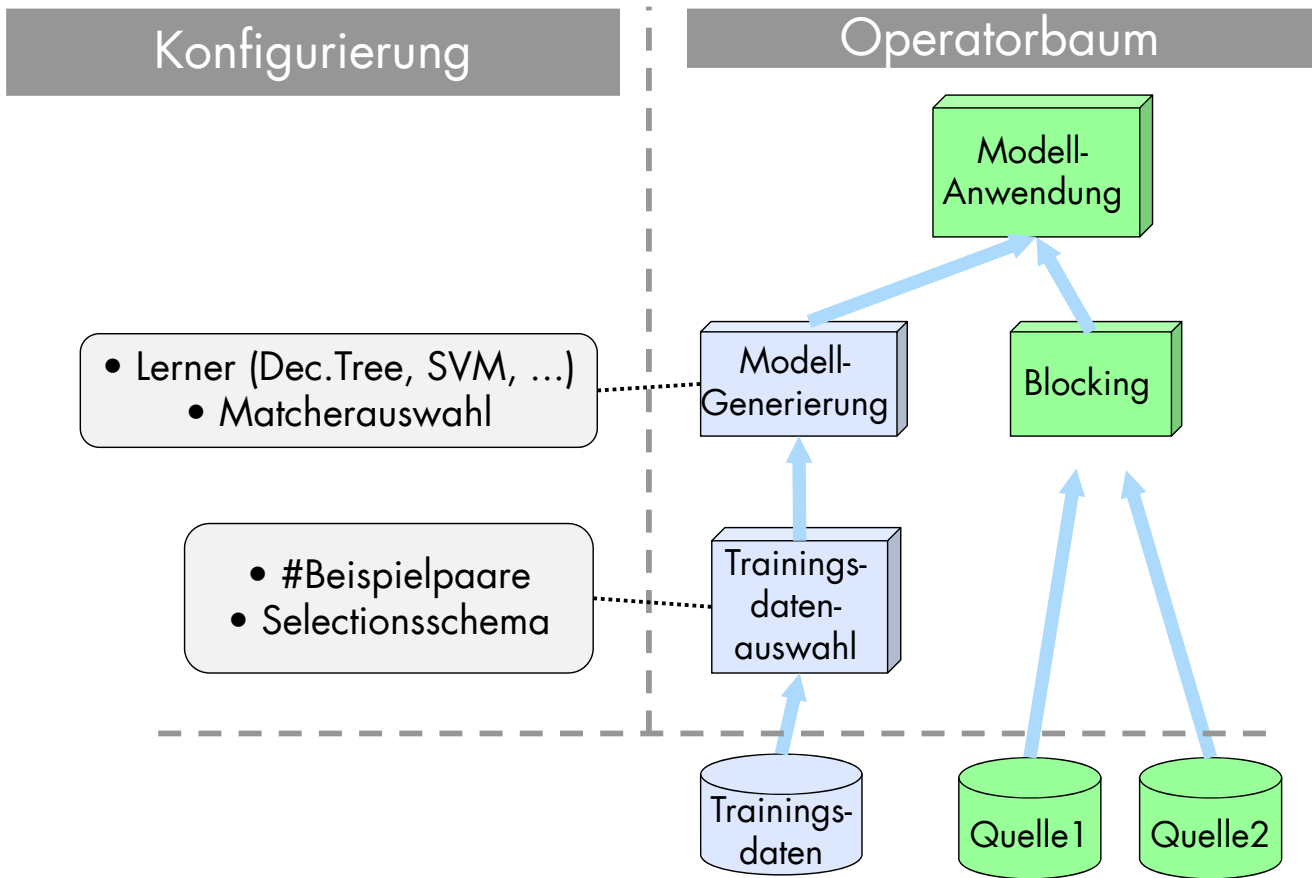 Konfigurierung
Operatorbaum
Modell-
Anwendung
• Lerner (Dec.Tree, SVM, ...)
• Matcherauswahl
Modell-
Generierung
Blocking
• #Beispielpaare
• Selectionsschema
Trainings-
daten-
auswahl
Trainings-
daten
Quelle1
Quelle2